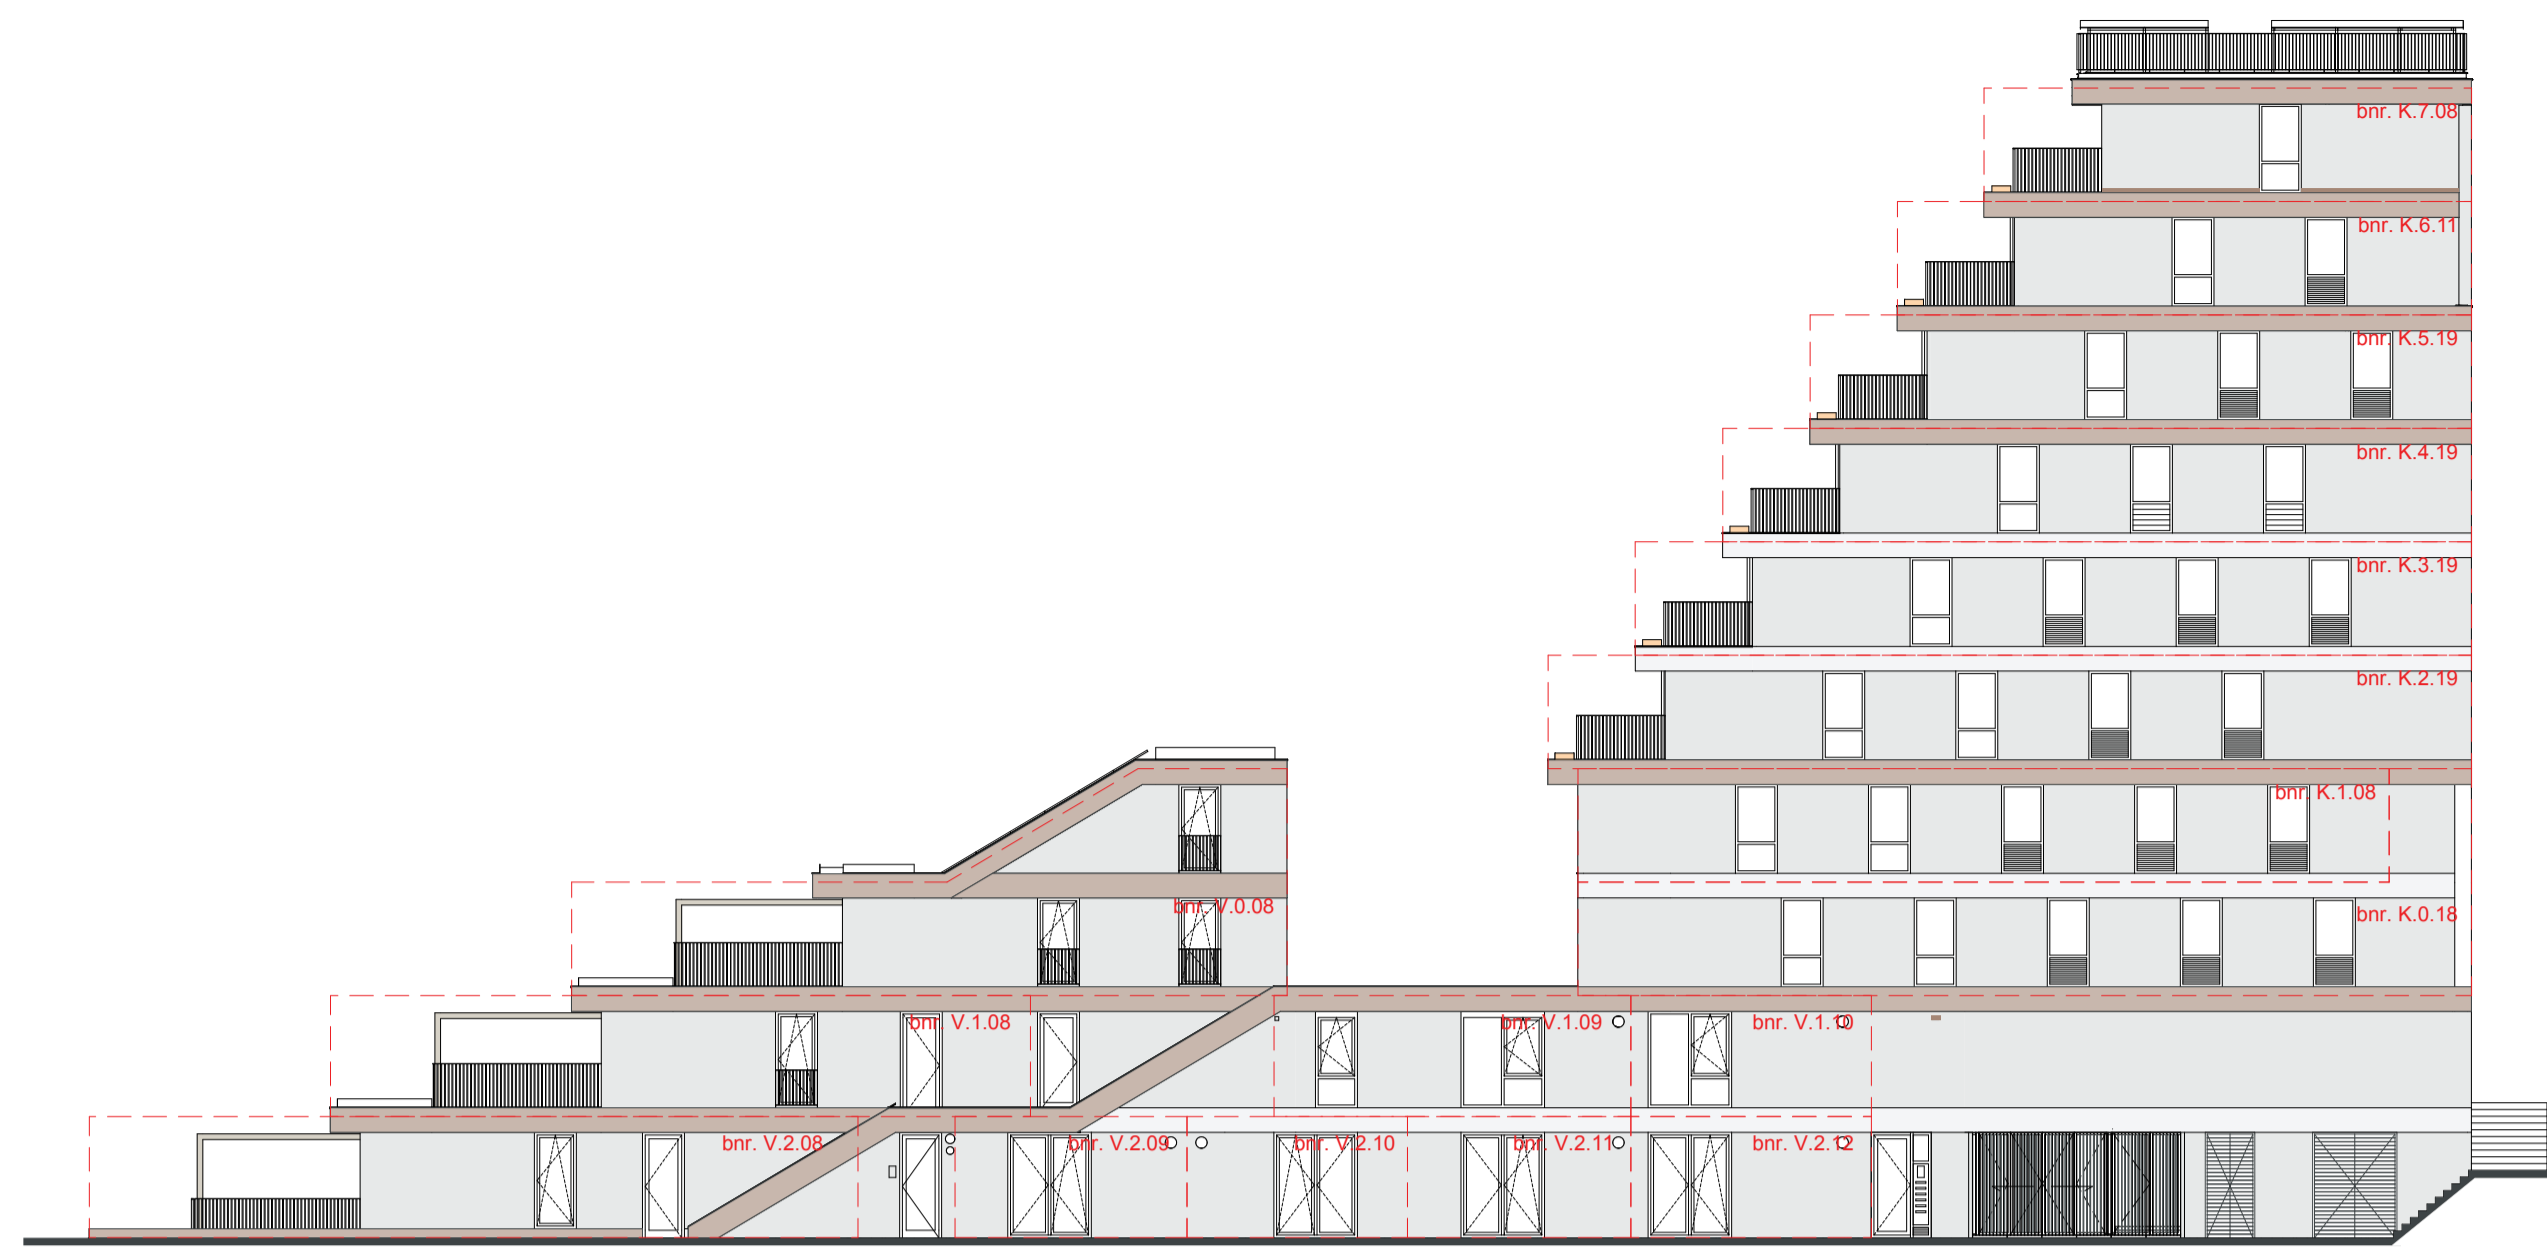 bnr. K.7.08
bnr. K.6.11
bnr. K.5.19
bnr. K.4.19
bnr. K.3.19
bnr. K.2.19
bnr. K.1.08
bnr. V.0.08
bnr. K.0.18
bnr. V.1.08
bnr. V.1.09
bnr. V.1.10
bnr. V.2.08
bnr. V.2.09
bnr. V.2.10
bnr. V.2.11
bnr. V.2.12